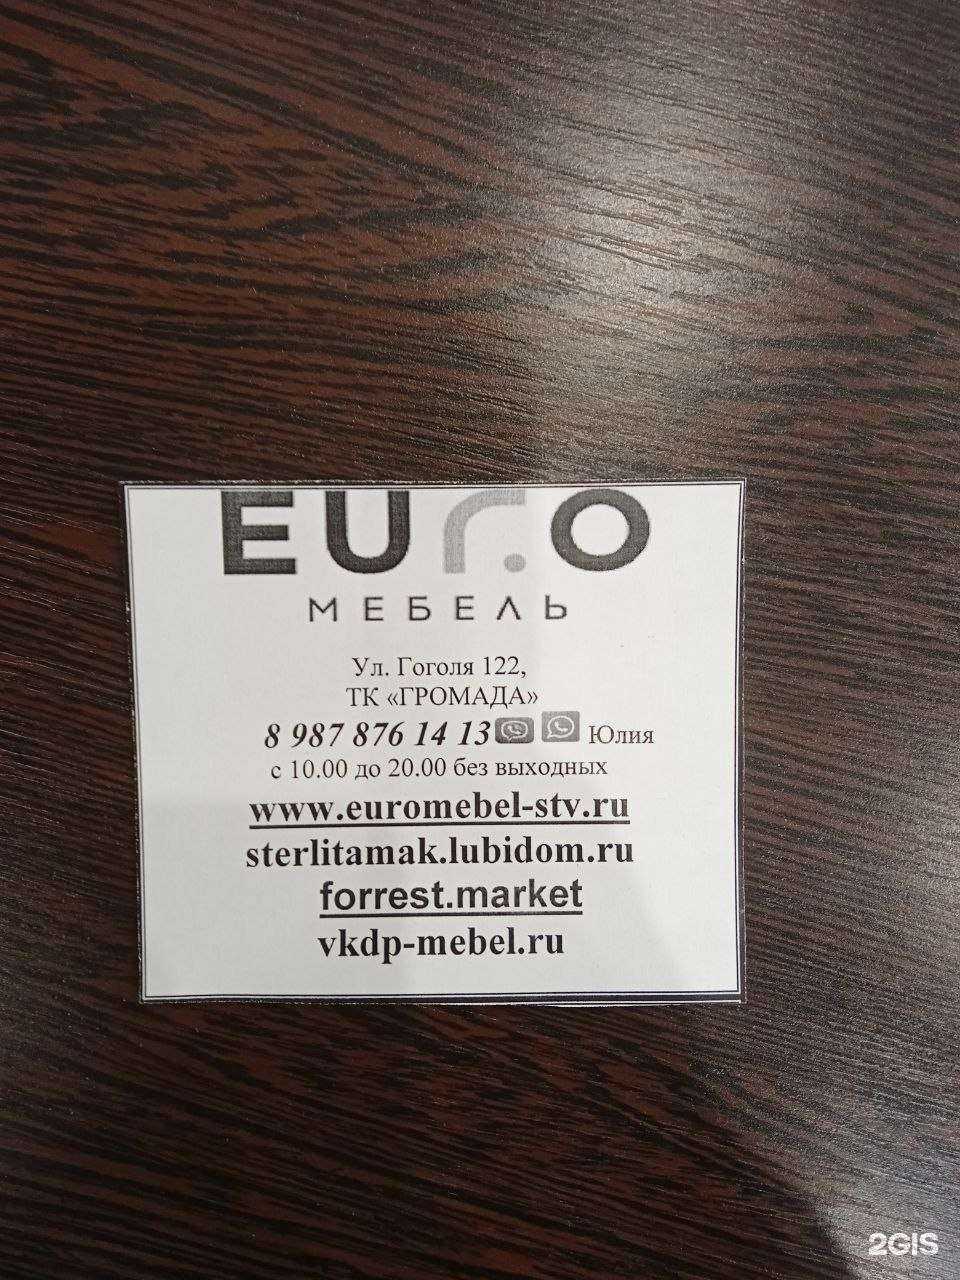 EURO
МЕБЕЛЬ
Ул. Гоголя 122,
ТК «ГРОМАДА»
8 987 876 14 13 Юлия
с 10.00 до 20.00 без выходных
www.euromebel-stv.ru
sterlitamak.lubidom.ru
forrest.market
vkdp-mebel.ru
2GIS